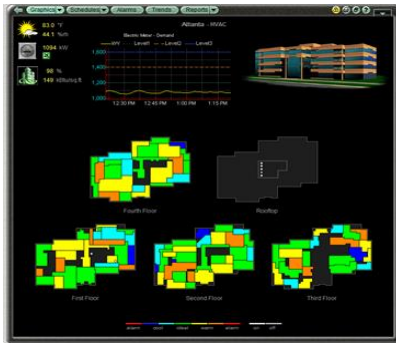 Graphics Schedules Alarms Trends Reports
83.0 °F
44.1 %rh
1094 kW
98 %
149 kBtu/sq.ft
Atlanta - HVAC
Electric Meter - Demand
kW Level1 Level2 Level3
1,600
1,400
1,200
1,000
12:30 PM 12:45 PM 1:00 PM 1:15 PM
Fourth Floor Rooftop
First Floor Second Floor Third Floor
alarm cool ideal warm alarm on off